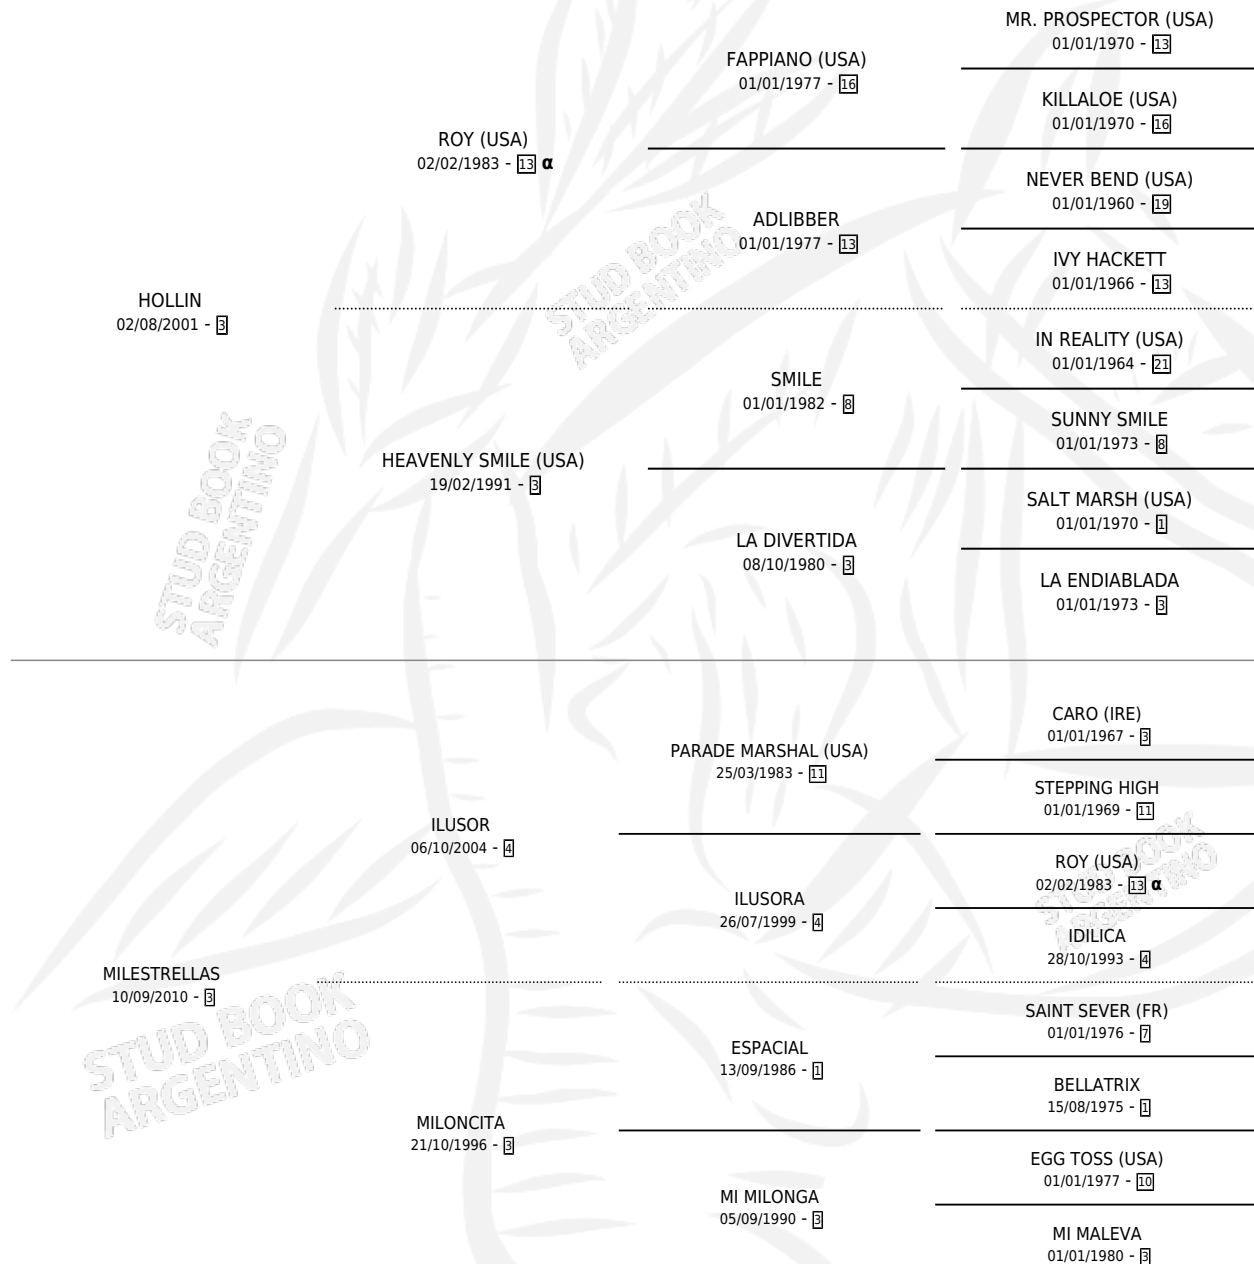 MR. PROSPECTOR (USA)
01/01/1970 - 13
FAPPIANO (USA)
01/01/1977 - 16
KILLALOE (USA)
01/01/1970 - 16
ROY (USA)
02/02/1983 - 13 α
NEVER BEND (USA)
01/01/1960 - 19
ADLIBBER
01/01/1977 - 13
IVY HACKETT
01/01/1966 - 13
HOLLIN
02/08/2001 - 3
IN REALITY (USA)
01/01/1964 - 21
SMILE
01/01/1982 - 8
SUNNY SMILE
01/01/1973 - 8
HEAVENLY SMILE (USA)
19/02/1991 - 3
SALT MARSH (USA)
01/01/1970 - 1
LA DIVERTIDA
08/10/1980 - 3
LA ENDIABLADA
01/01/1973 - 3
CARO (IRE)
01/01/1967 - 3
PARADE MARSHAL (USA)
25/03/1983 - 11
STEPPING HIGH
01/01/1969 - 11
ILUSOR
06/10/2004 - 4
ROY (USA)
02/02/1983 - 13 α
ILUSORA
26/07/1999 - 4
IDILICA
28/10/1993 - 4
MILESTRELLAS
10/09/2010 - 3
SAINT SEVER (FR)
01/01/1976 - 7
ESPACIAL
13/09/1986 - 1
BELLATRIX
15/08/1975 - 1
MILONCITA
21/10/1996 - 3
EGG TOSS (USA)
01/01/1977 - 10
MI MILONGA
05/09/1990 - 3
MI MALEVA
01/01/1980 - 3
STUD BOOK
ARGENTINO
STUD BOOK
ARGENTINO
STUD BOOK
ARGENTINO
STUD BOOK
ARGENTINO